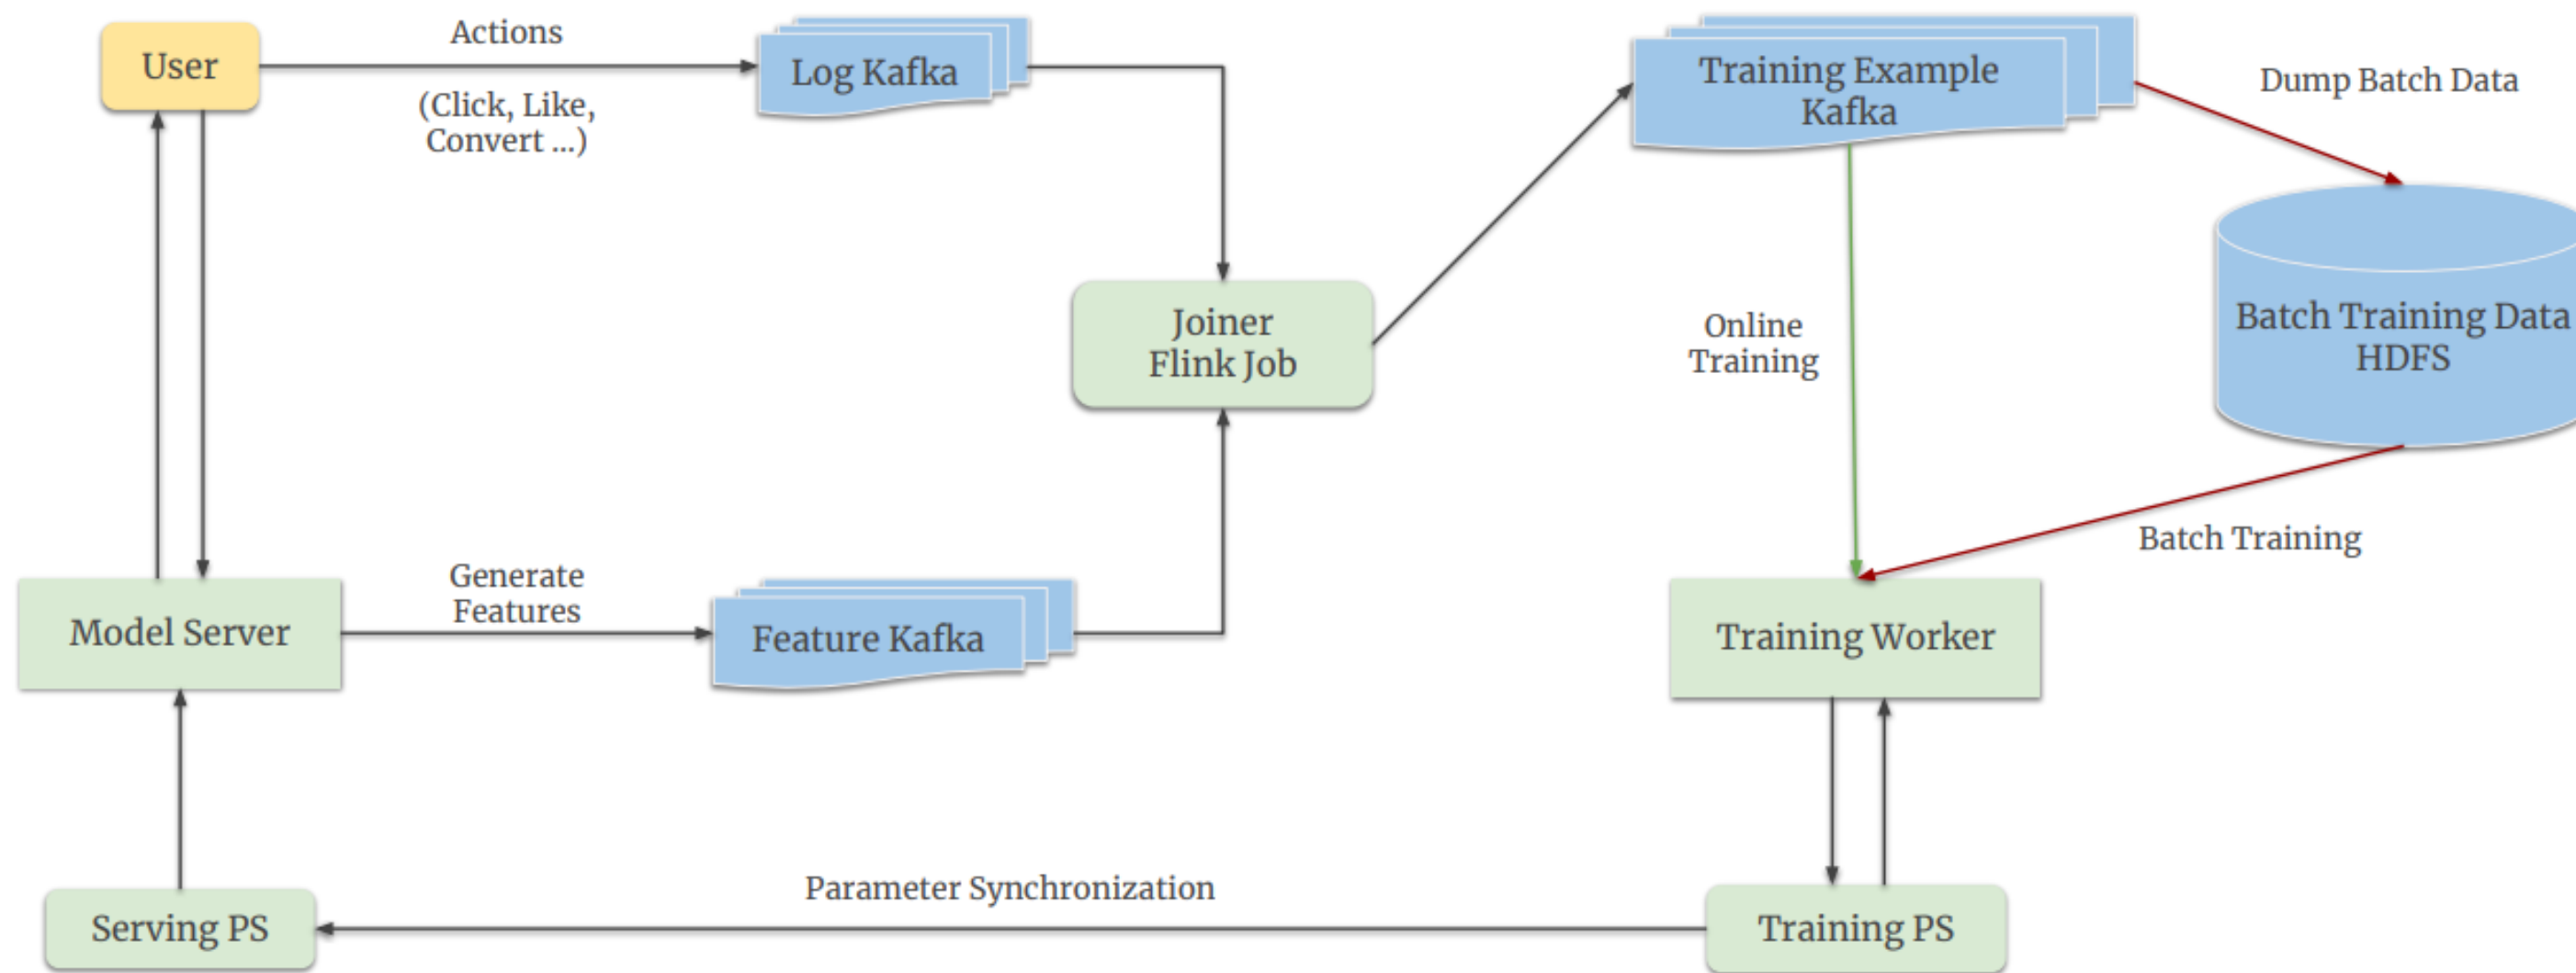 User
Actions
(Click, Like,
Convert ...)
Log Kafka
Training Example
Kafka
Dump Batch Data
Joiner
Flink Job
Online
Training
Batch Training Data
HDFS
Batch Training
Model Server
Generate
Features
Feature Kafka
Training Worker
Parameter Synchronization
Serving PS
Training PS